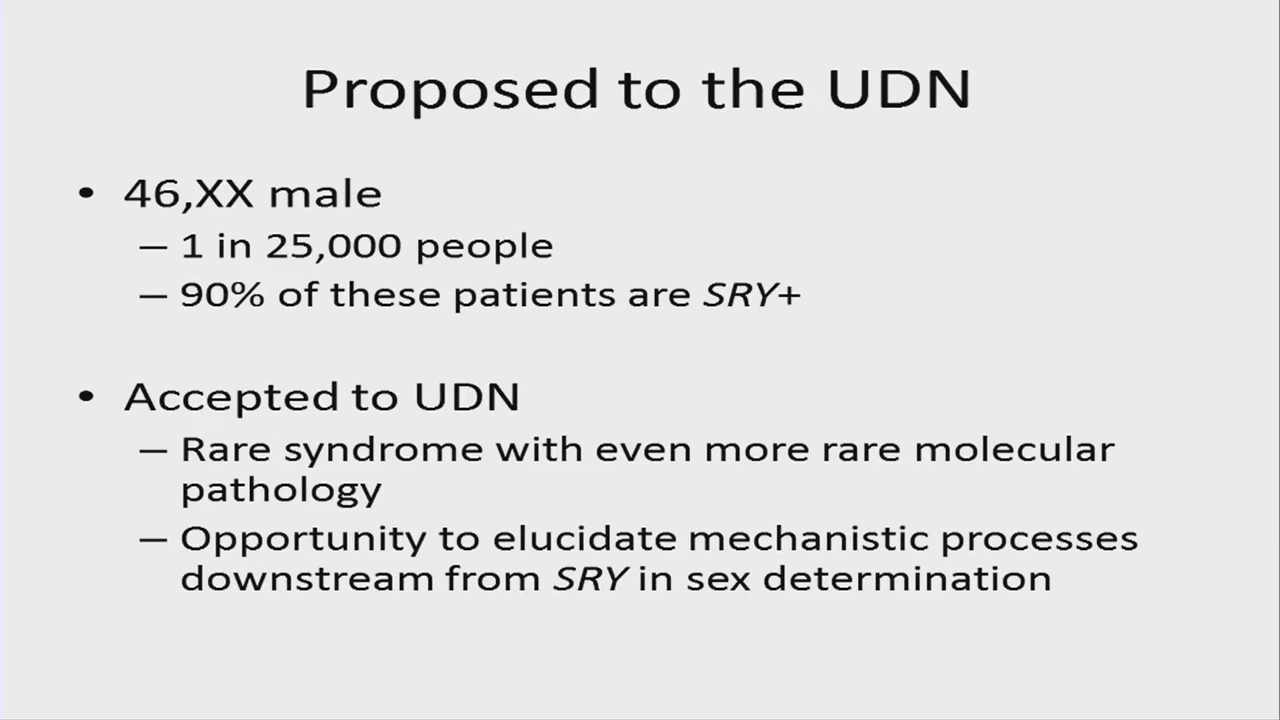 Proposed to the UDN
• 46,XX male
– 1 in 25,000 people
– 90% of these patients are SRY+
• Accepted to UDN
– Rare syndrome with even more rare molecular
pathology
– Opportunity to elucidate mechanistic processes
downstream from SRY in sex determination